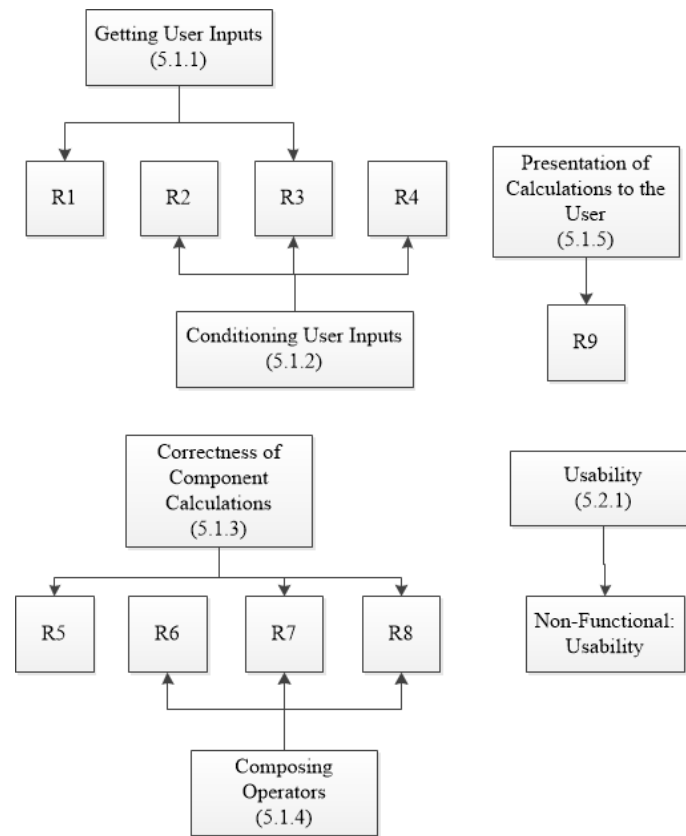 Getting User Inputs
(5.1.1)
R1
R2
R3
R4
Presentation of
Calculations to the
User
(5.1.5)
Conditioning User Inputs
(5.1.2)
R9
Correctness of
Component
Calculations
(5.1.3)
Usability
(5.2.1)
R5
R6
R7
R8
Non-Functional:
Usability
Composing
Operators
(5.1.4)